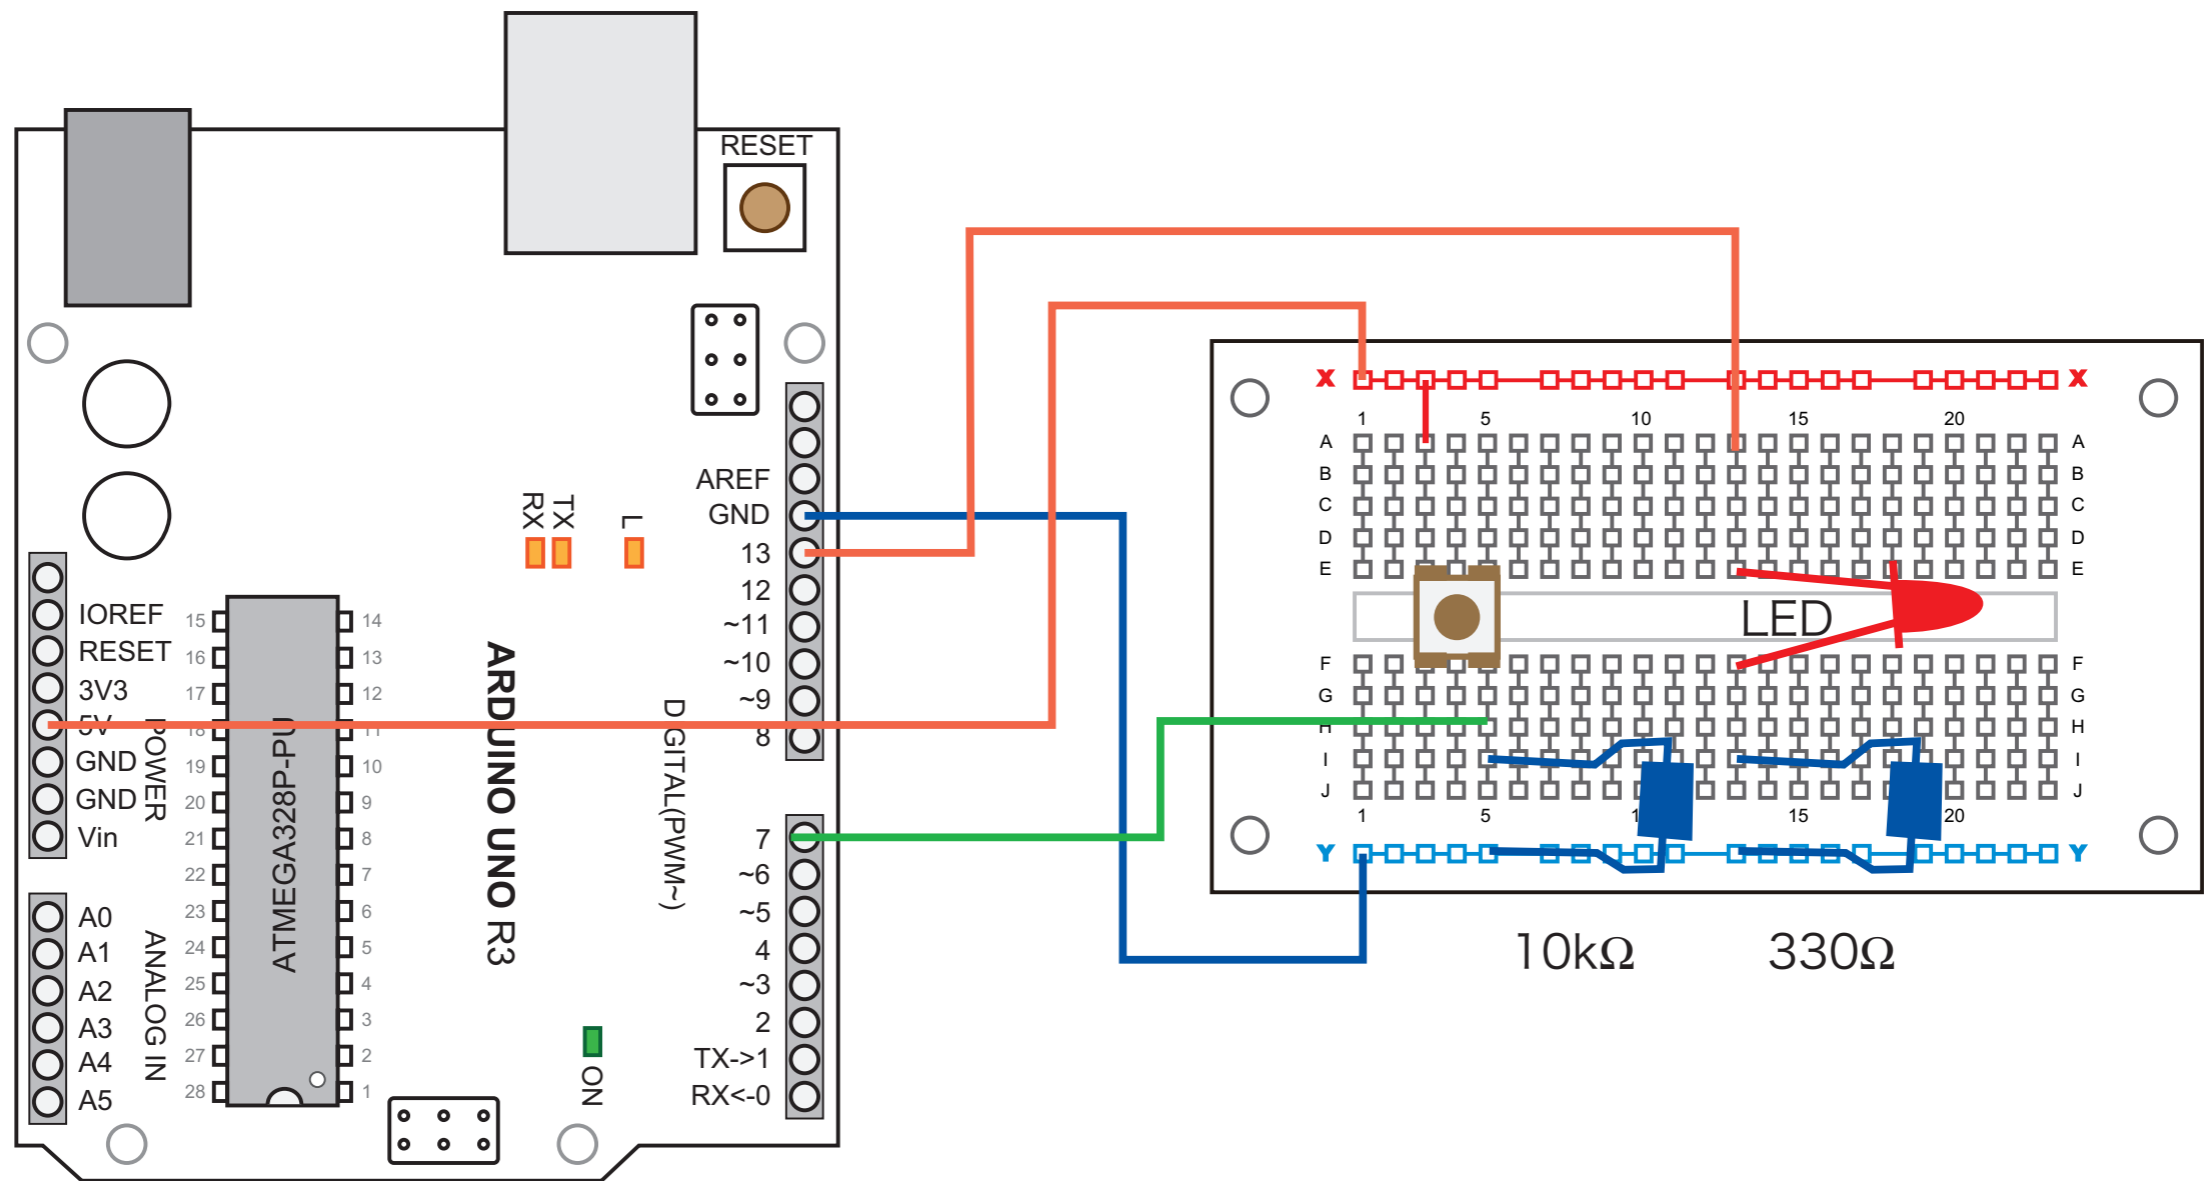 RESET
AREF
GND
13
12
~11
~10
~9
8
7
~6
~5
4
~3
2
TX->1
RX<-0
RX
TX
L
IOREF
RESET
3V3
5V
GND
GND
Vin
POWER
A0
A1
A2
A3
A4
A5
ANALOG IN
15
16
17
18
19
20
21
22
23
24
25
26
27
28
ATMEGA328P-PU
14
13
12
11
10
9
8
7
6
5
4
3
2
1
ARDUINO UNO R3
DIGITAL(PWM~)
ON
X X
1 5 10 15 20
A A
B B
C C
D D
E E
LED
F F
G G
H H
I I
J J
1 5 15 20
Y Y
10kΩ 330Ω